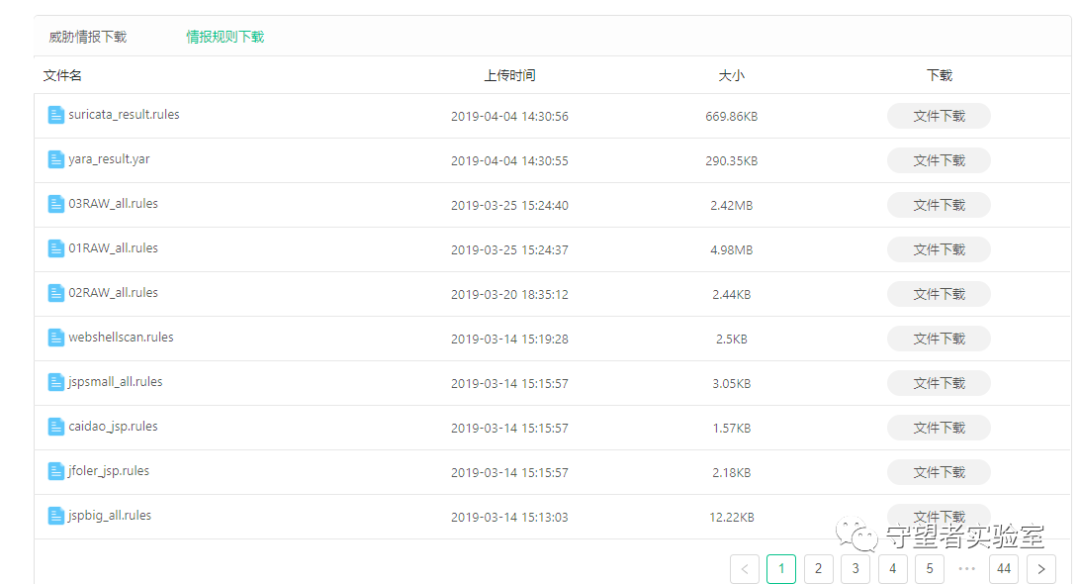 威胁情报下载 情报规则下载
文件名 上传时间 大小 下载
suricata_result.rules 2019-04-04 14:30:56 669.86KB 文件下载
yara_result.yar 2019-04-04 14:30:55 290.35KB 文件下载
03RAW_all.rules 2019-03-25 15:24:40 2.42MB 文件下载
01RAW_all.rules 2019-03-25 15:24:37 4.98MB 文件下载
02RAW_all.rules 2019-03-20 18:35:12 2.44KB 文件下载
webshellscan.rules 2019-03-14 15:19:28 2.5KB 文件下载
jspsmall_all.rules 2019-03-14 15:15:57 3.05KB 文件下载
caidao_jsp.rules 2019-03-14 15:15:57 1.57KB 文件下载
jfoler_jsp.rules 2019-03-14 15:15:57 2.18KB 文件下载
jspbig_all.rules 2019-03-14 15:13:03 12.22KB 文件下载
守望者实验室
< 1 2 3 4 5 ··· 44 >